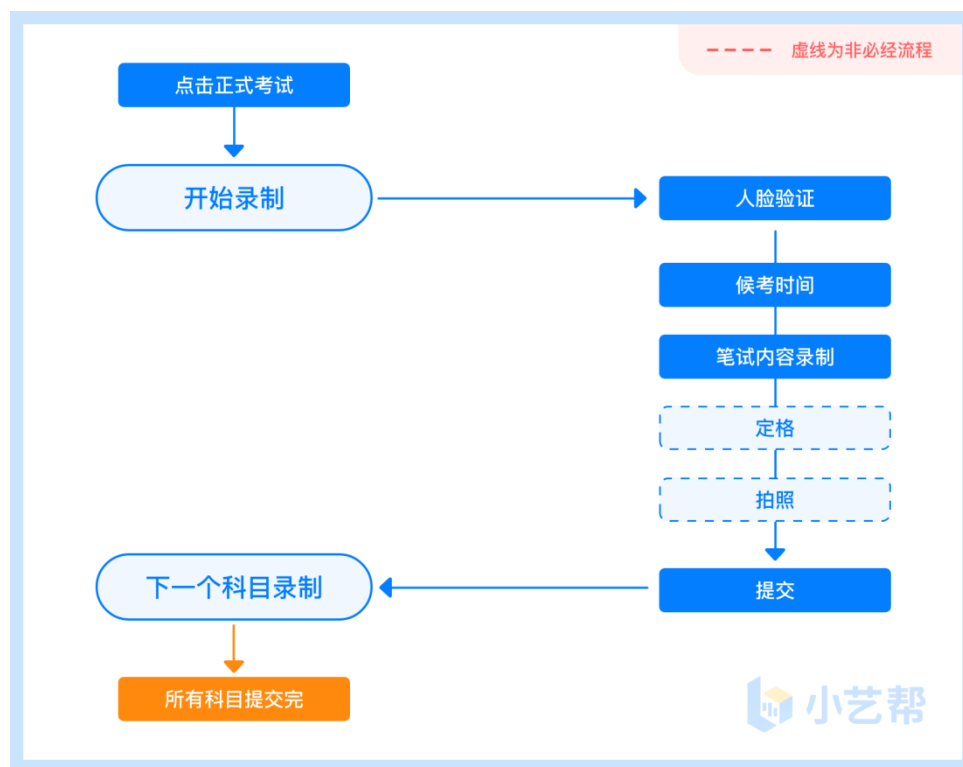 虚线为非必经流程
点击正式考试
开始录制
人脸验证
候考时间
笔试内容录制
定格
拍照
提交
下一个科目录制
所有科目提交完
小艺帮